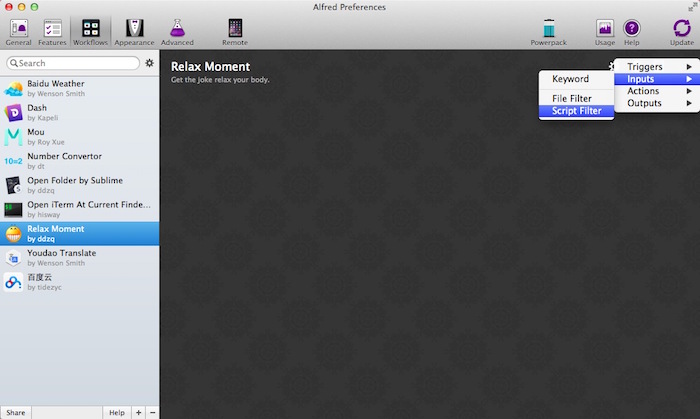 Alfred Preferences
General
Features
Workflows
Appearance
Advanced
Remote
Powerpack
Usage
Help
Update
Search
Baidu Weather
by Wenson Smith
Dash
by Kapeli
Mou
by Roy Xue
10=2
Number Convertor
by dt
Open Folder by Sublime
by ddzq
Open iTerm At Current Finde...
by hisway
Relax Moment
by ddzq
Youdao Translate
by Wenson Smith
百度云
by tidezyc
Share
Help
+
−
Relax Moment
Get the joke relax your body.
Triggers
Inputs
Actions
Outputs
Keyword
File Filter
Script Filter